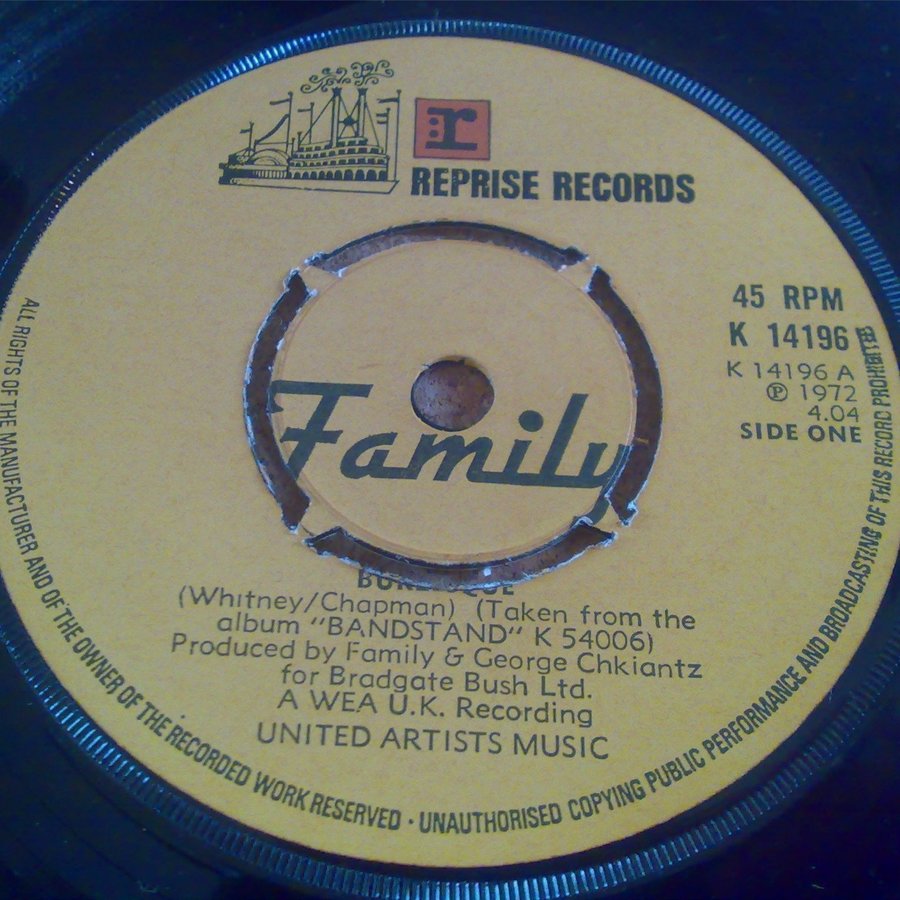 r
REPRISE RECORDS
45 RPM
K 14196
K 14196 A
℗ 1972
4.04
SIDE ONE
Family
(Whitney/Chapman) (Taken from the
album "BANDSTAND" K 54006)
Produced by Family & George Chkiantz
for Bradgate Bush Ltd.
A WEA U.K. Recording
UNITED ARTISTS MUSIC
ALL RIGHTS OF THE MANUFACTURER AND OF THE OWNER OF THE RECORDED WORK RESERVED · UNAUTHORISED COPYING PUBLIC PERFORMANCE AND BROADCASTING OF THIS RECORD PROHIBITED